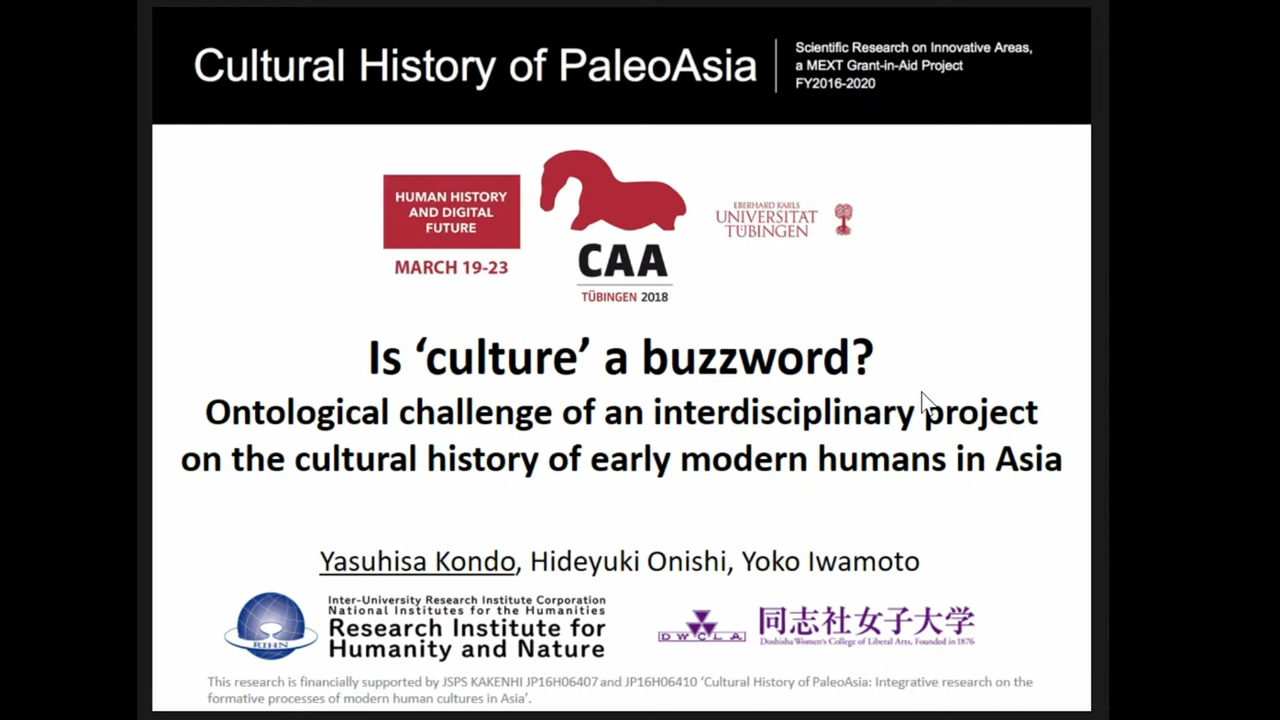 Cultural History of PaleoAsia
Scientific Research on Innovative Areas,
a MEXT Grant-in-Aid Project
FY2016-2020
HUMAN HISTORY
AND DIGITAL
FUTURE
MARCH 19-23
CAA
TÜBINGEN 2018
EBERHARD KARLS
UNIVERSITÄT
TÜBINGEN
Is ‘culture’ a buzzword?
Ontological challenge of an interdisciplinary project
on the cultural history of early modern humans in Asia
Yasuhisa Kondo, Hideyuki Onishi, Yoko Iwamoto
RIHN
Inter-University Research Institute Corporation
National Institutes for the Humanities
Research Institute for
Humanity and Nature
DWCLA
同志社女子大学
Doshisha Women's College of Liberal Arts, Founded in 1876
This research is financially supported by JSPS KAKENHI JP16H06407 and JP16H06410 ‘Cultural History of PaleoAsia: Integrative research on the
formative processes of modern human cultures in Asia’.